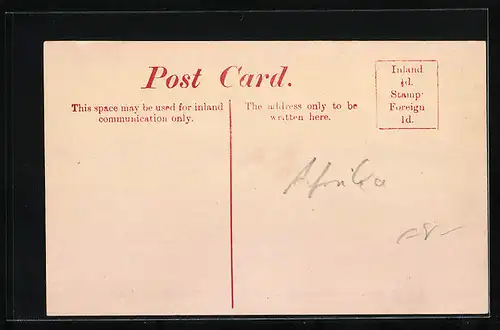 Post Card.
This space may be used for inland
communication only.
The address only to be
written here.
Inland
½d.
Stamp
Foreign
1d.
Afrika